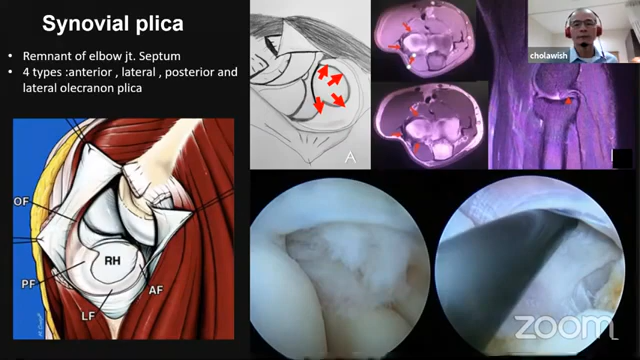 Synovial plica
• Remnant of elbow jt. Septum
• 4 types :anterior , lateral , posterior and
lateral olecranon plica
cholawish
A
OF
RH
PF
AF
LF
zoom